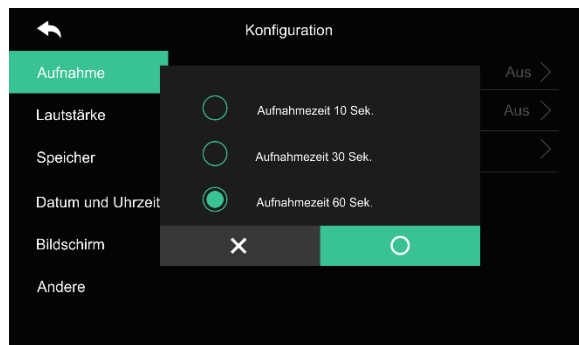 Konfiguration
Aufnahme
Aus
Aufnahmezeit 10 Sek.
Lautstärke
Aus
Speicher
Aufnahmezeit 30 Sek.
Datum und Uhrzeit
Aufnahmezeit 60 Sek.
Bildschirm
Andere